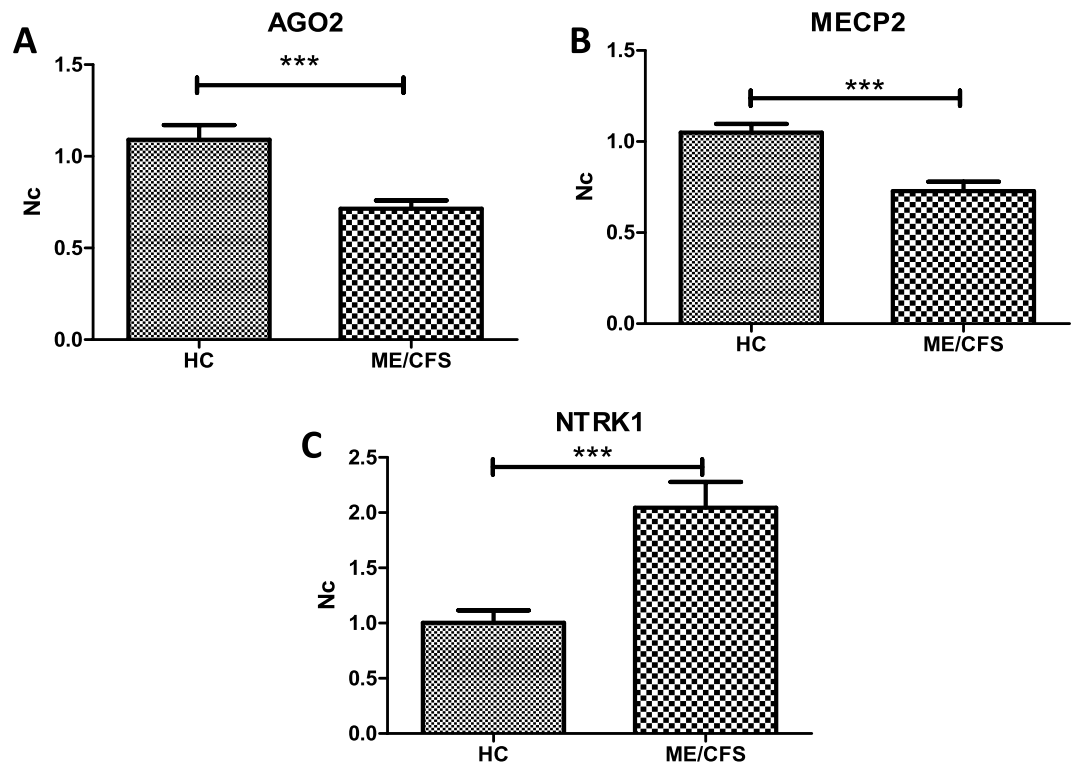 A
AGO2
***
1.5
1.0
0.5
0.0
Nc
HC ME/CFS
B
MECP2
***
1.5
1.0
0.5
0.0
Nc
HC ME/CFS
C
NTRK1
***
2.5
2.0
1.5
1.0
0.5
0.0
Nc
HC ME/CFS